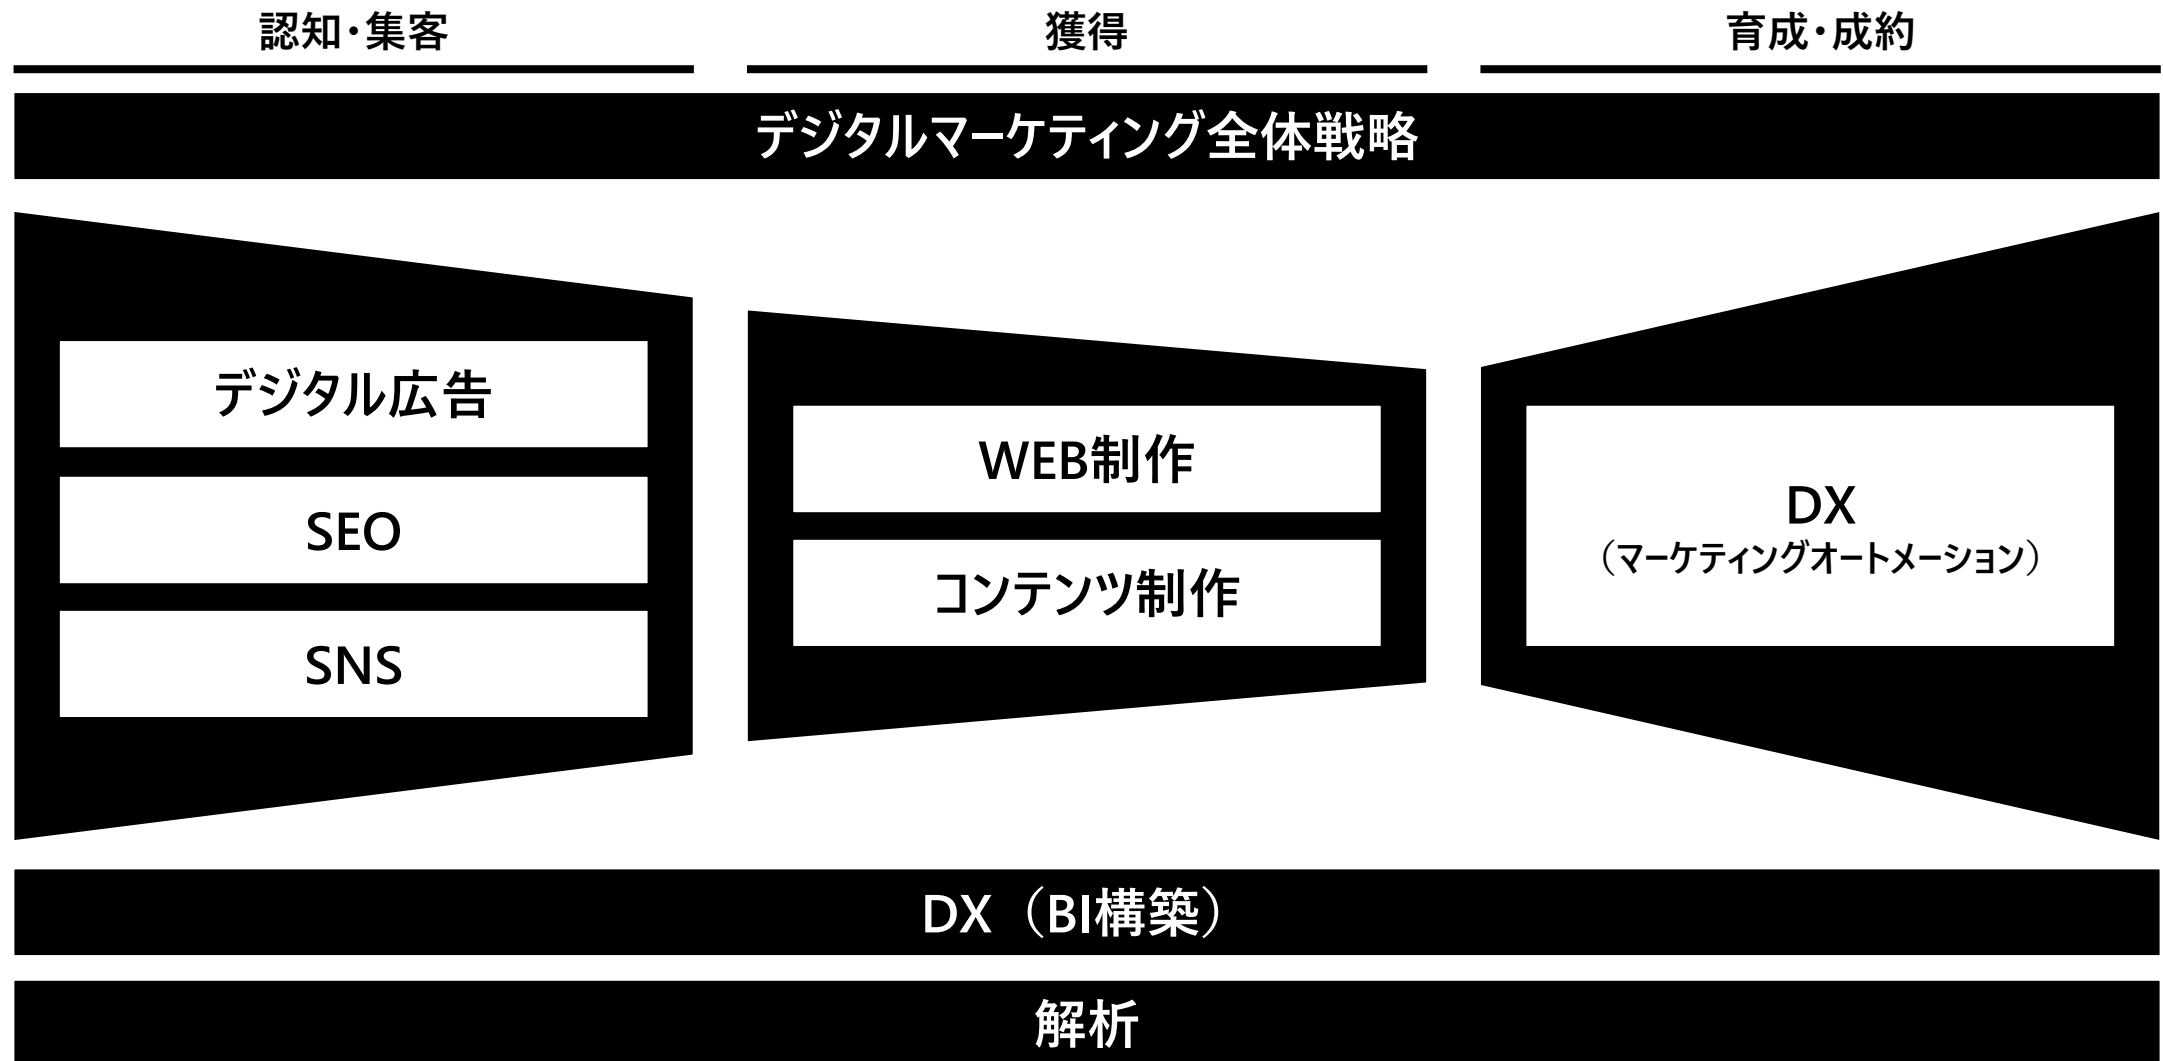 認知・集客
獲得
育成・成約
デジタルマーケティング全体戦略
デジタル広告
SEO
SNS
WEB制作
コンテンツ制作
DX
（マーケティングオートメーション）
DX（BI構築）
解析